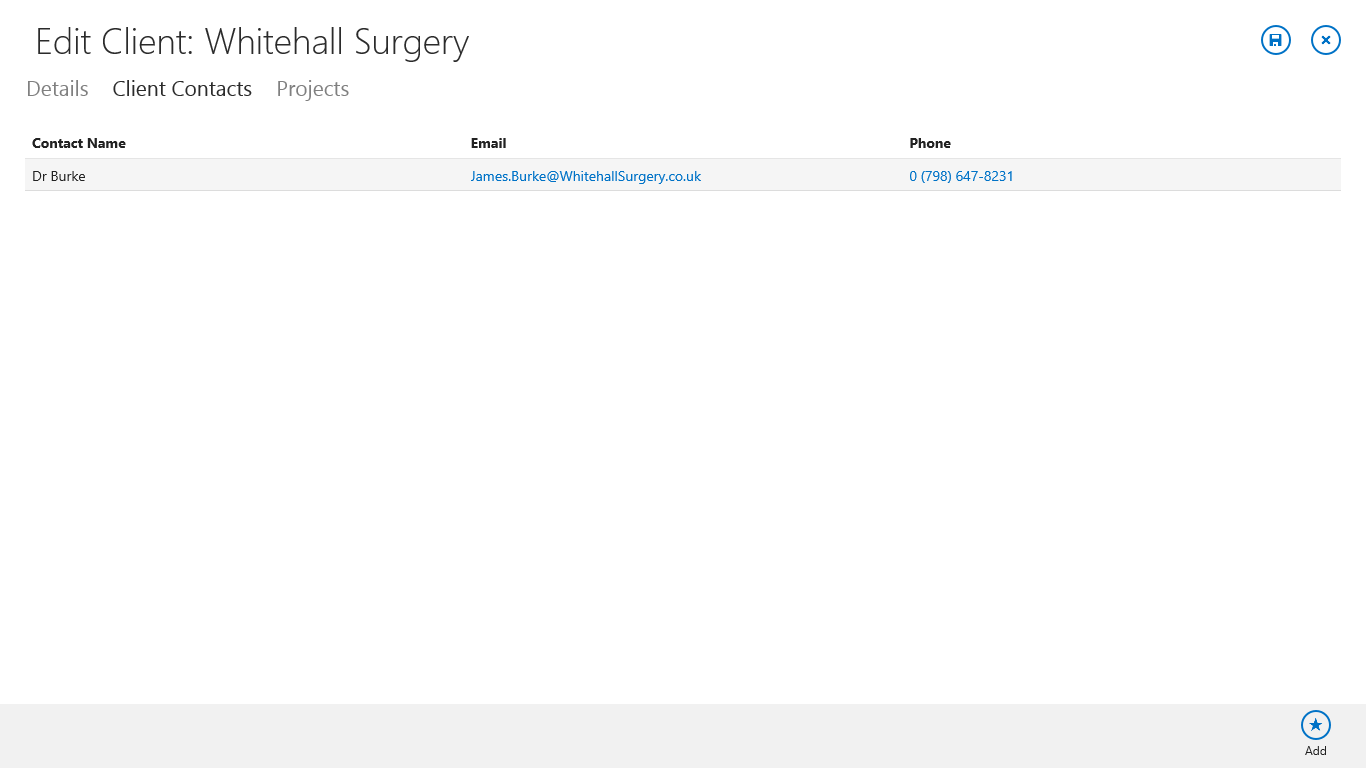 Edit Client: Whitehall Surgery
Details Client Contacts Projects
Contact Name Email Phone
Dr Burke James.Burke@WhitehallSurgery.co.uk 0 (798) 647-8231
Add